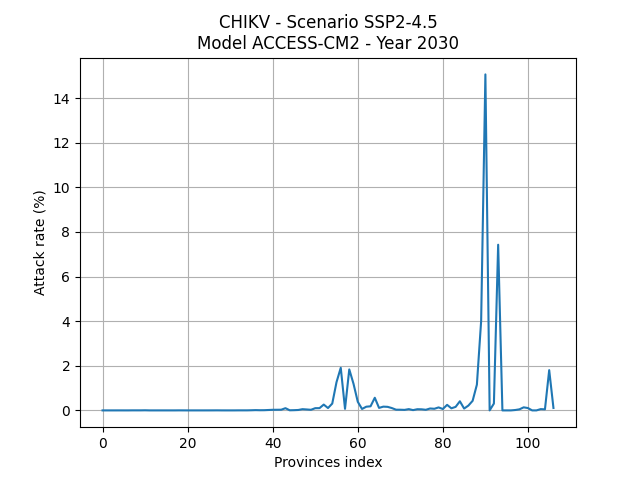 CHIKV - Scenario SSP2-4.5
Model ACCESS-CM2 - Year 2030
Attack rate (%)
14
12
10
8
6
4
2
0
0 20 40 60 80 100
Provinces index